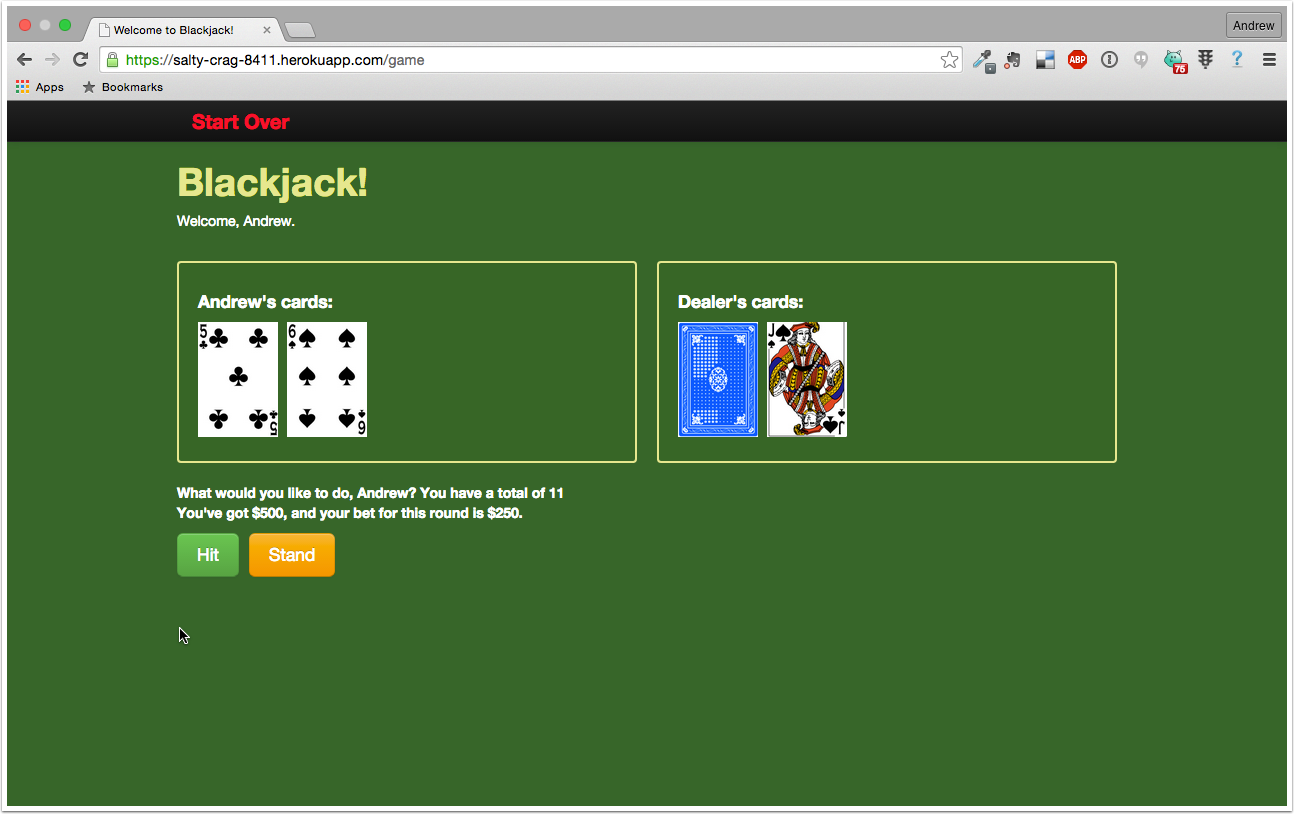 Welcome to Blackjack!
Andrew
https://salty-crag-8411.herokuapp.com/game
ABP
75
?
Apps
Bookmarks
Start Over
Blackjack!
Welcome, Andrew.
Andrew's cards:
Dealer's cards:
5 6 J
5 6 J
What would you like to do, Andrew? You have a total of 11
You've got $500, and your bet for this round is $250.
Hit Stand